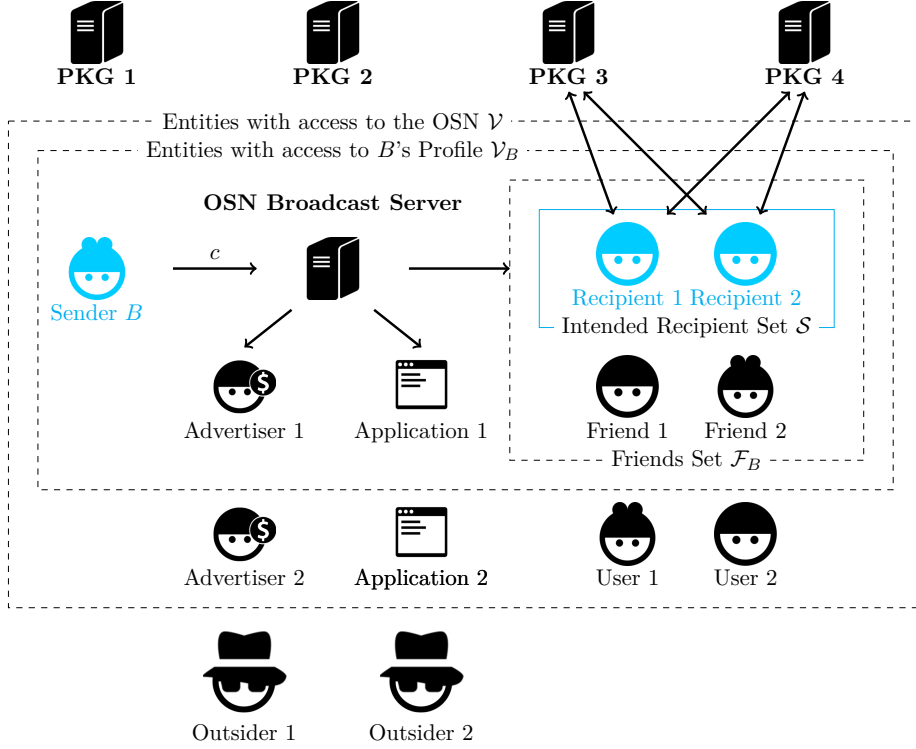 PKG 1
PKG 2
PKG 3
PKG 4
Entities with access to the OSN 𝒱
Entities with access to B's Profile 𝒱_B
OSN Broadcast Server
c
Sender B
Recipient 1
Recipient 2
Intended Recipient Set 𝒮
$
Advertiser 1
Application 1
Friend 1
Friend 2
Friends Set ℱ_B
$
Advertiser 2
Application 2
User 1
User 2
Outsider 1
Outsider 2